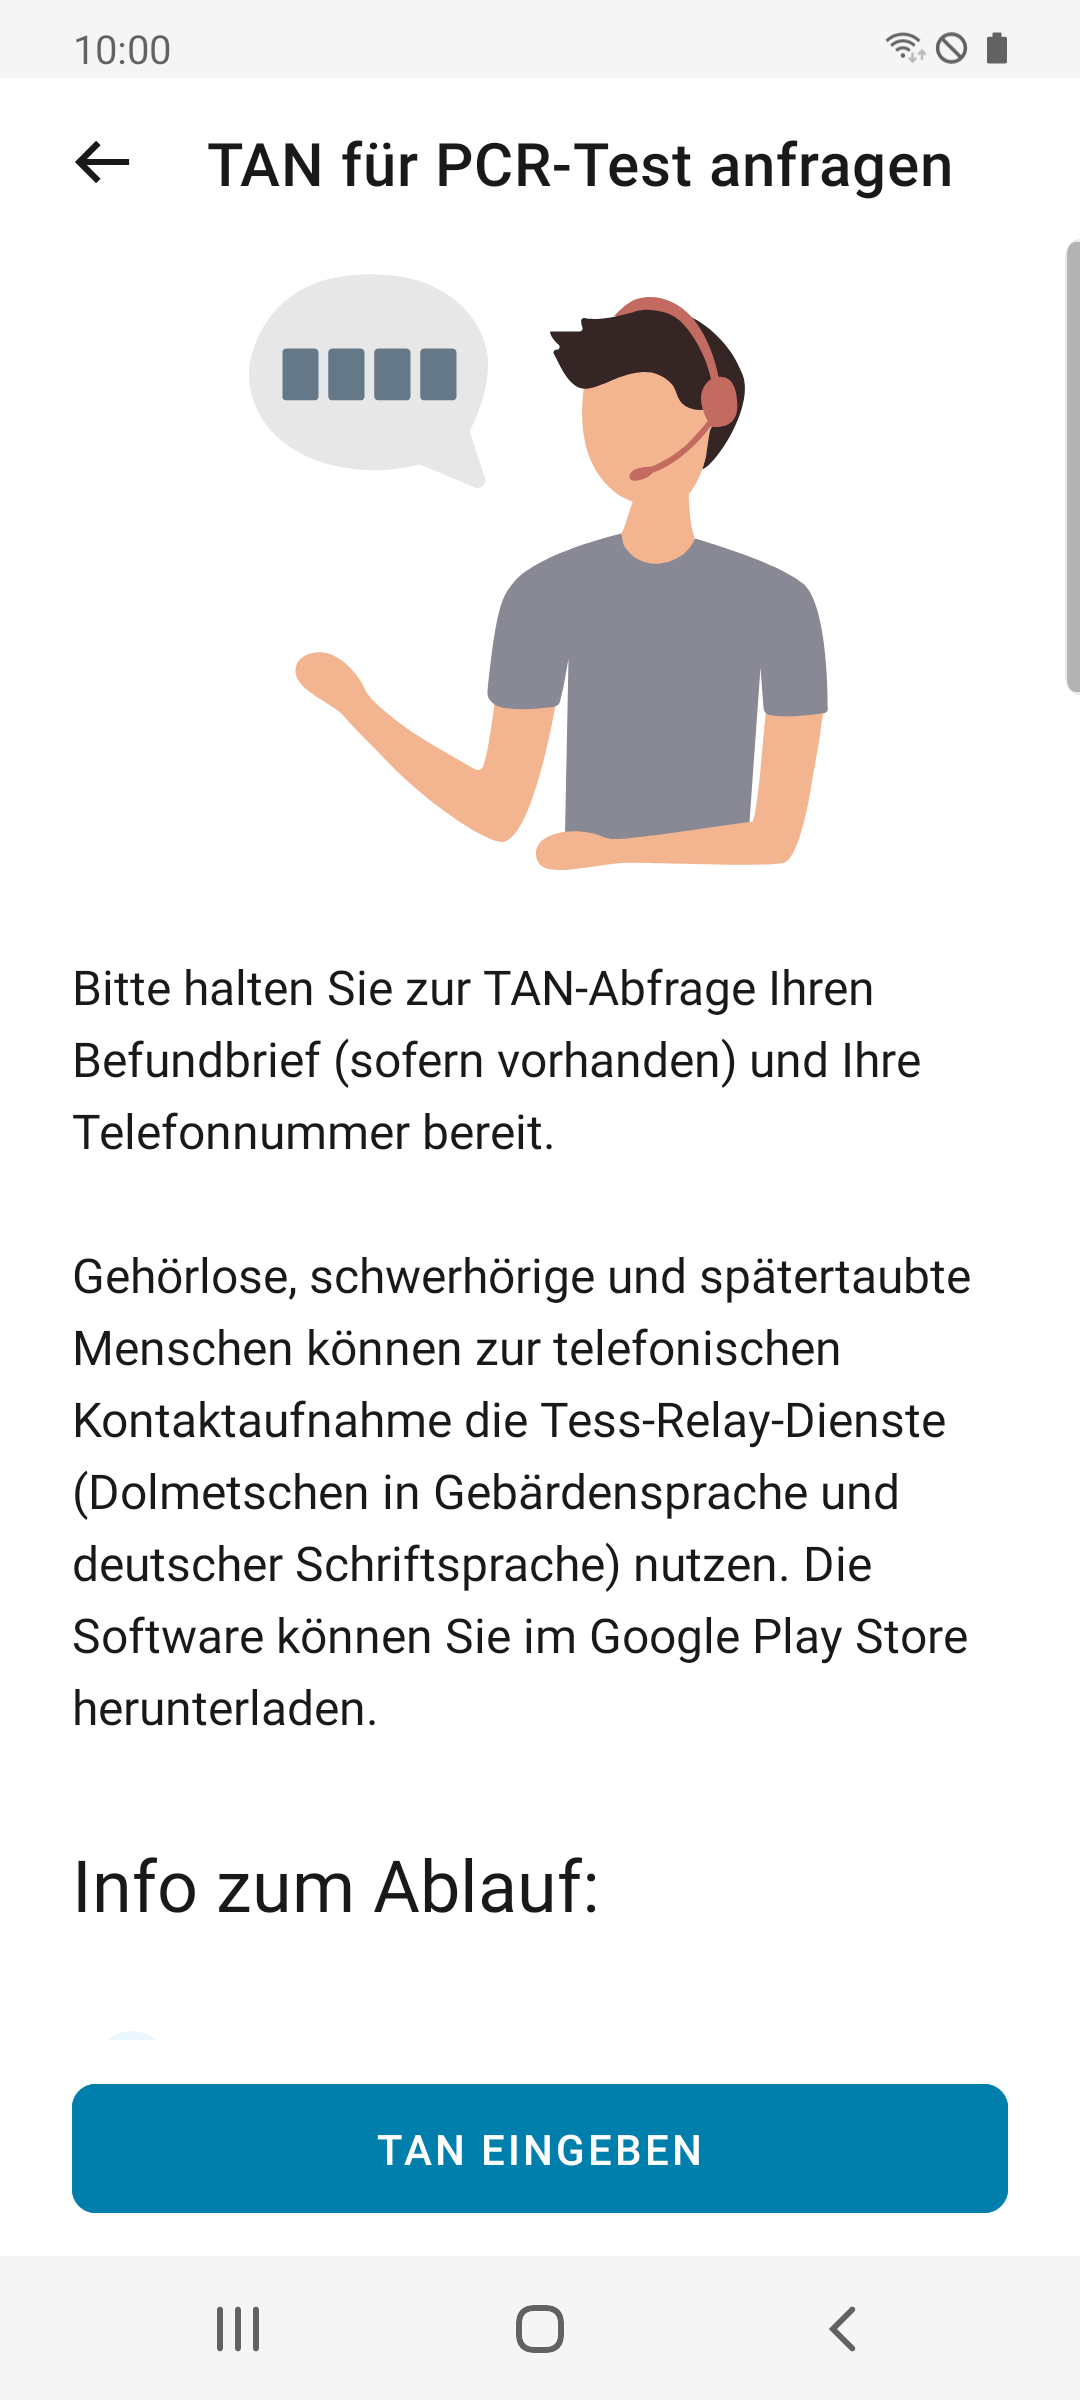 10:00
TAN für PCR-Test anfragen
Bitte halten Sie zur TAN-Abfrage Ihren
Befundbrief (sofern vorhanden) und Ihre
Telefonnummer bereit.
Gehörlose, schwerhörige und spätertaubte
Menschen können zur telefonischen
Kontaktaufnahme die Tess-Relay-Dienste
(Dolmetschen in Gebärdensprache und
deutscher Schriftsprache) nutzen. Die
Software können Sie im Google Play Store
herunterladen.
Info zum Ablauf:
TAN EINGEBEN